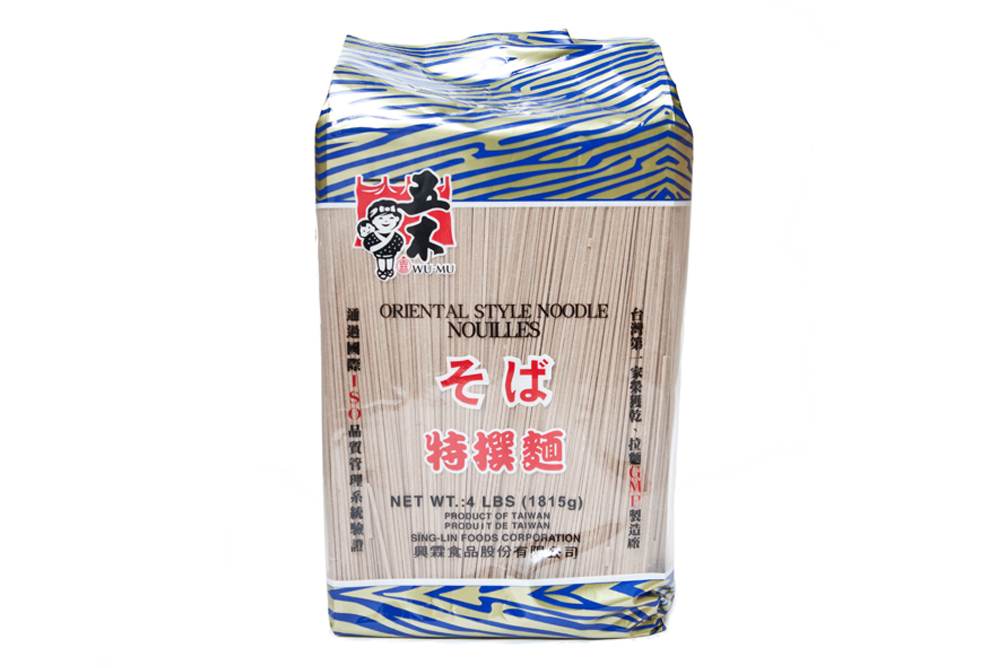 五木
WU-MU
ORIENTAL STYLE NOODLE
NOUILLES
通過國際ISO品質管理系統驗證
台灣第一家榮獲乾、拉麵GMP製造廠
そば
特撰麵
NET WT.:4 LBS (1815g)
PRODUCT OF TAIWAN
PRODUIT DE TAIWAN
SING-LIN FOODS CORPORATION
興霖食品股份有限公司